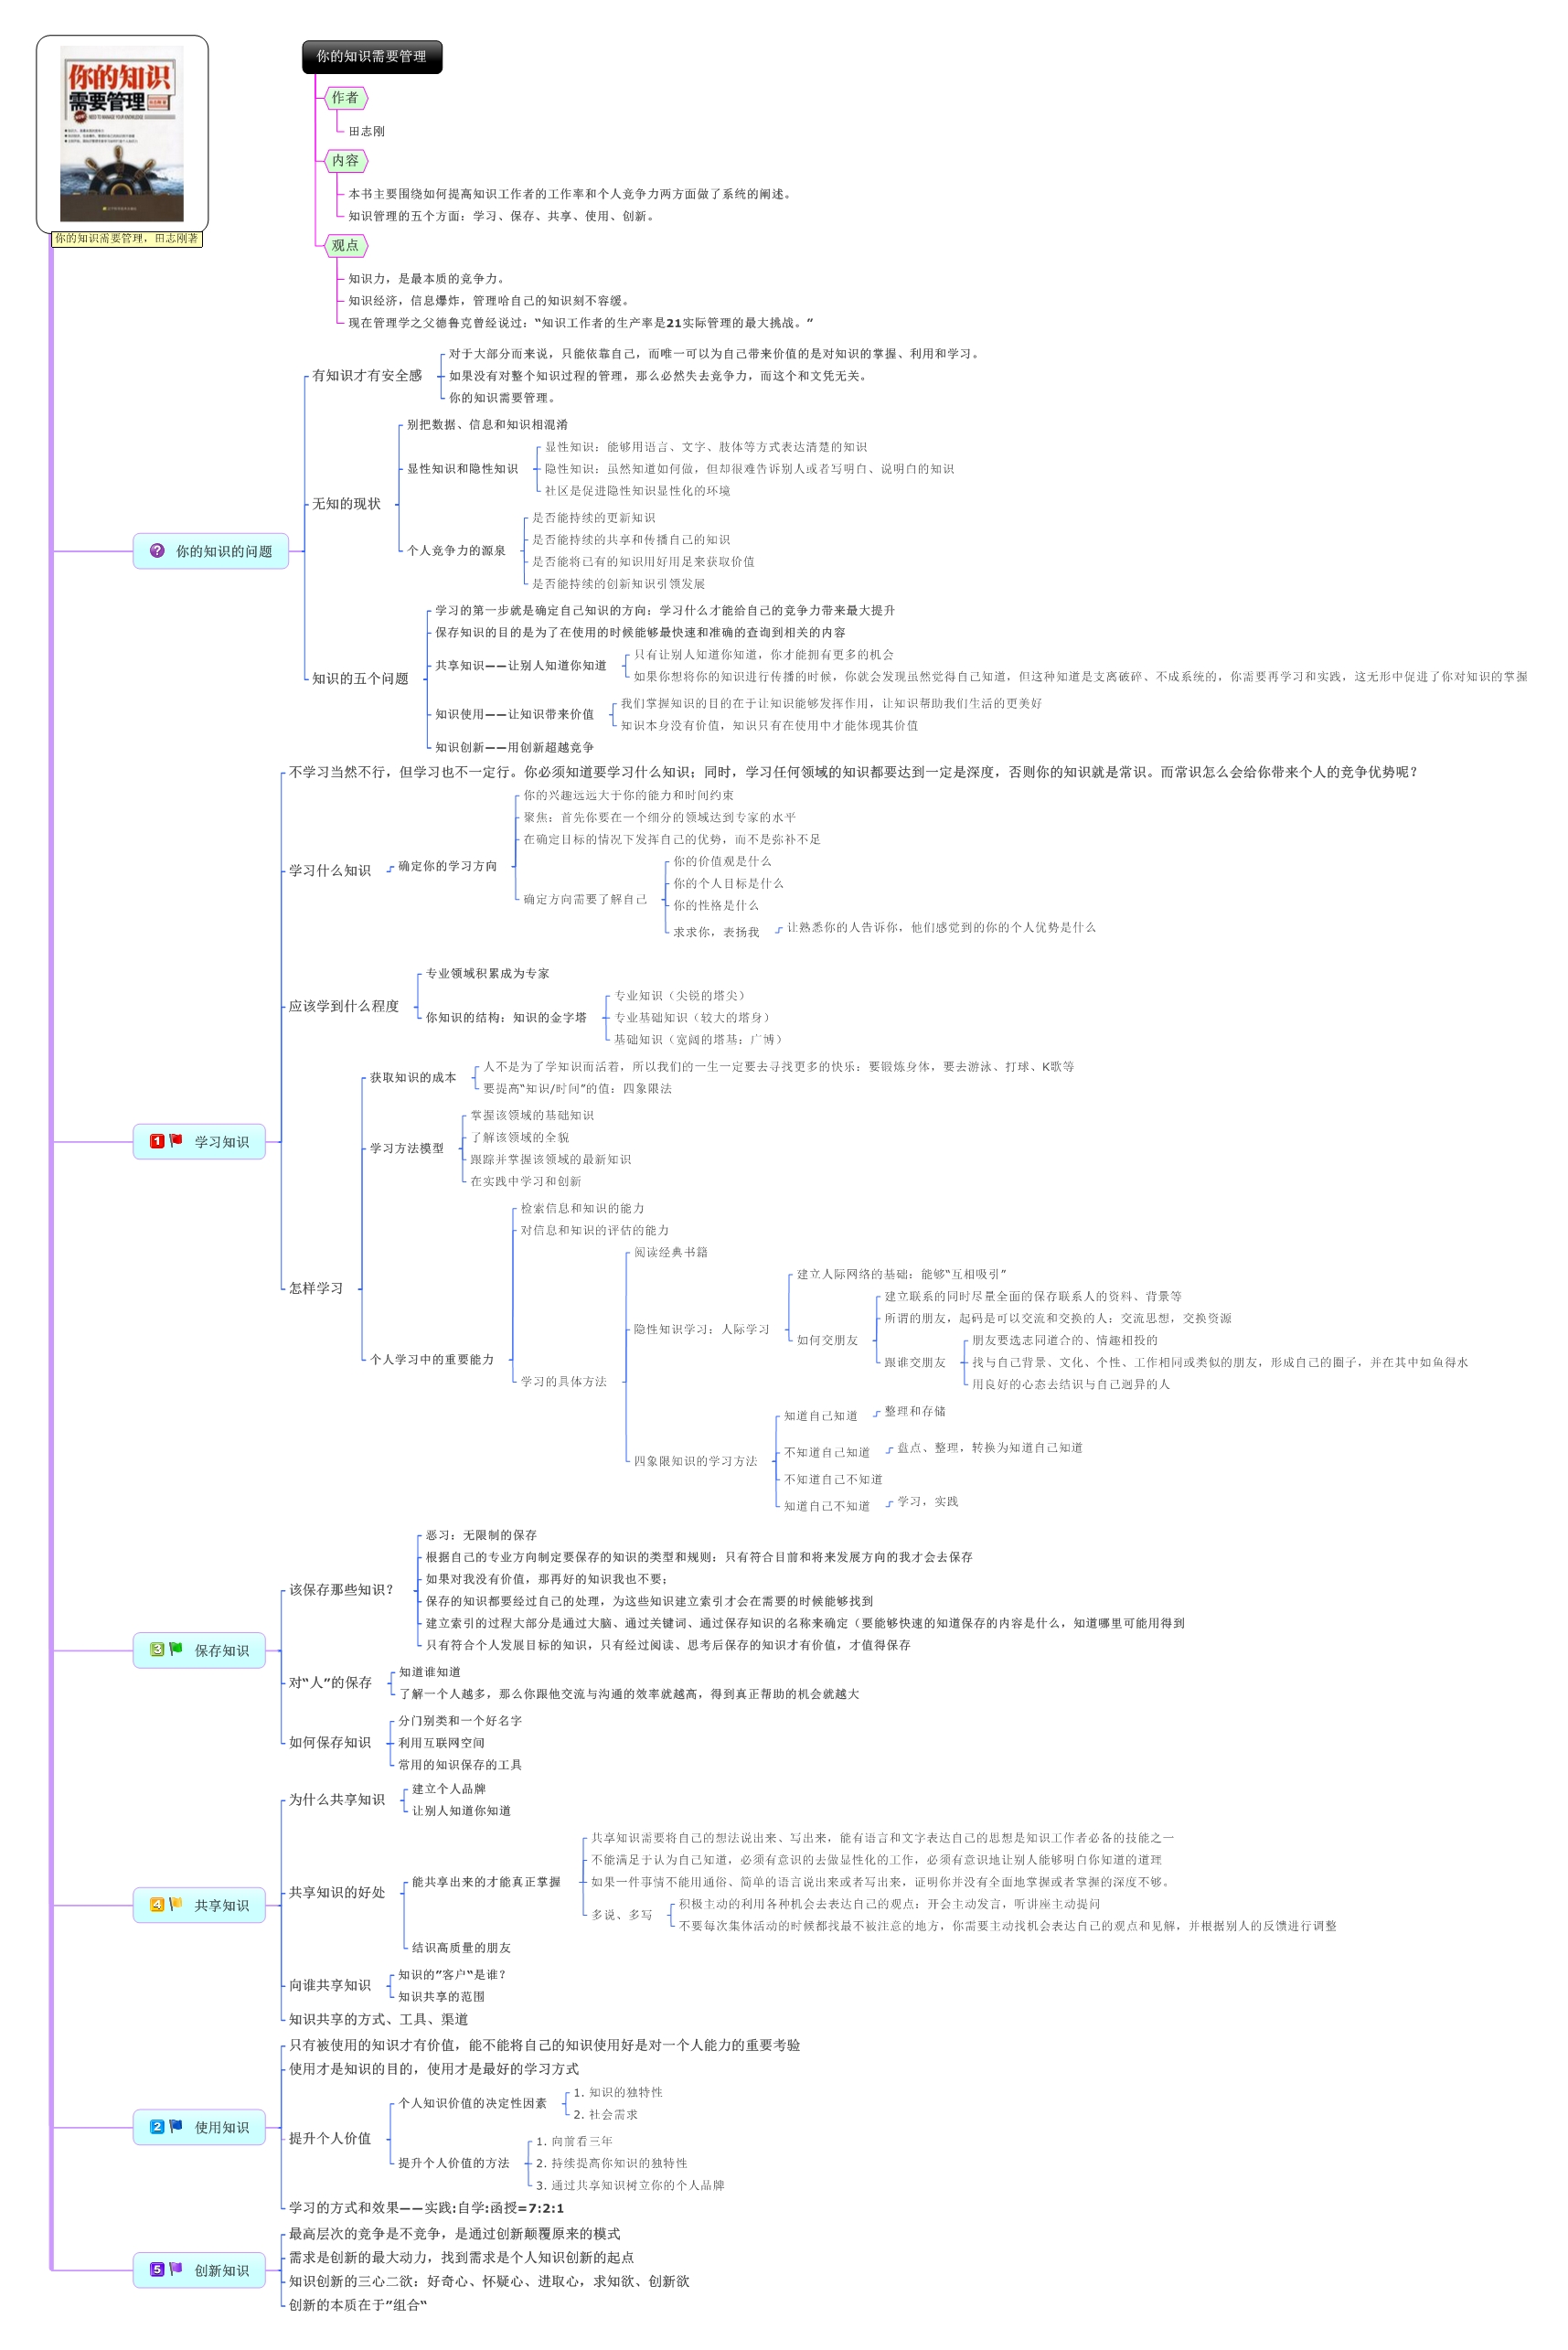 你的知识
需要管理
NEED TO MANAGE YOUR KNOWLEDGE
你的知识需要管理，田志刚著
你的知识需要管理
作者
田志刚
内容
本书主要围绕如何提高知识工作者的工作率和个人竞争力两方面做了系统的阐述。
知识管理的五个方面：学习、保存、共享、使用、创新。
观点
知识力，是最本质的竞争力。
知识经济，信息爆炸，管理哈自己的知识刻不容缓。
现在管理学之父德鲁克曾经说过：“知识工作者的生产率是21实际管理的最大挑战。”
你的知识的问题
有知识才有安全感
对于大部分而来说，只能依靠自己，而唯一可以为自己带来价值的是对知识的掌握、利用和学习。
如果没有对整个知识过程的管理，那么必然失去竞争力，而这个和文凭无关。
你的知识需要管理。
无知的现状
别把数据、信息和知识相混淆
显性知识和隐性知识
显性知识：能够用语言、文字、肢体等方式表达清楚的知识
隐性知识：虽然知道如何做，但却很难告诉别人或者写明白、说明白的知识
社区是促进隐性知识显性化的环境
个人竞争力的源泉
是否能持续的更新知识
是否能持续的共享和传播自己的知识
是否能将已有的知识用好用足来获取价值
是否能持续的创新知识引领发展
知识的五个问题
学习的第一步就是确定自己知识的方向：学习什么才能给自己的竞争力带来最大提升
保存知识的目的是为了在使用的时候能够最快速和准确的查询到相关的内容
共享知识——让别人知道你知道
只有让别人知道你知道，你才能拥有更多的机会
如果你想将你的知识进行传播的时候，你就会发现虽然觉得自己知道，但这种知道是支离破碎、不成系统的，你需要再学习和实践，这无形中促进了你对知识的掌握
知识使用——让知识带来价值
我们掌握知识的目的在于让知识能够发挥作用，让知识帮助我们生活的更美好
知识本身没有价值，知识只有在使用中才能体现其价值
知识创新——用创新超越竞争
1 学习知识
不学习当然不行，但学习也不一定行。你必须知道要学习什么知识；同时，学习任何领域的知识都要达到一定是深度，否则你的知识就是常识。而常识怎么会给你带来个人的竞争优势呢？
学习什么知识
确定你的学习方向
你的兴趣远远大于你的能力和时间约束
聚焦：首先你要在一个细分的领域达到专家的水平
在确定目标的情况下发挥自己的优势，而不是弥补不足
确定方向需要了解自己
你的价值观是什么
你的个人目标是什么
你的性格是什么
求求你，表扬我
让熟悉你的人告诉你，他们感觉到的你的个人优势是什么
应该学到什么程度
专业领域积累成为专家
你知识的结构：知识的金字塔
专业知识（尖锐的塔尖）
专业基础知识（较大的塔身）
基础知识（宽阔的塔基：广博）
怎样学习
获取知识的成本
人不是为了学知识而活着，所以我们的一生一定要去寻找更多的快乐：要锻炼身体，要去游泳、打球、K歌等
要提高“知识/时间”的值：四象限法
学习方法模型
掌握该领域的基础知识
了解该领域的全貌
跟踪并掌握该领域的最新知识
在实践中学习和创新
个人学习中的重要能力
检索信息和知识的能力
对信息和知识的评估的能力
学习的具体方法
阅读经典书籍
隐性知识学习：人际学习
建立人际网络的基础：能够“互相吸引”
如何交朋友
建立联系的同时尽量全面的保存联系人的资料、背景等
所谓的朋友，起码是可以交流和交换的人：交流思想，交换资源
跟谁交朋友
朋友要选志同道合的、情趣相投的
找与自己背景、文化、个性、工作相同或类似的朋友，形成自己的圈子，并在其中如鱼得水
用良好的心态去结识与自己迥异的人
四象限知识的学习方法
知道自己知道
整理和存储
不知道自己知道
盘点、整理，转换为知道自己知道
不知道自己不知道
知道自己不知道
学习，实践
3 保存知识
该保存那些知识？
恶习：无限制的保存
根据自己的专业方向制定要保存的知识的类型和规则：只有符合目前和将来发展方向的我才会去保存
如果对我没有价值，那再好的知识我也不要；
保存的知识都要经过自己的处理，为这些知识建立索引才会在需要的时候能够找到
建立索引的过程大部分是通过大脑、通过关键词、通过保存知识的名称来确定（要能够快速的知道保存的内容是什么，知道哪里可能用得到
只有符合个人发展目标的知识，只有经过阅读、思考后保存的知识才有价值，才值得保存
对“人”的保存
知道谁知道
了解一个人越多，那么你跟他交流与沟通的效率就越高，得到真正帮助的机会就越大
如何保存知识
分门别类和一个好名字
利用互联网空间
常用的知识保存的工具
4 共享知识
为什么共享知识
建立个人品牌
让别人知道你知道
共享知识的好处
能共享出来的才能真正掌握
共享知识需要将自己的想法说出来、写出来，能有语言和文字表达自己的思想是知识工作者必备的技能之一
不能满足于认为自己知道，必须有意识的去做显性化的工作，必须有意识地让别人能够明白你知道的道理
如果一件事情不能用通俗、简单的语言说出来或者写出来，证明你并没有全面地掌握或者掌握的深度不够。
多说、多写
积极主动的利用各种机会去表达自己的观点：开会主动发言，听讲座主动提问
不要每次集体活动的时候都找最不被注意的地方，你需要主动找机会表达自己的观点和见解，并根据别人的反馈进行调整
结识高质量的朋友
向谁共享知识
知识的”客户“是谁？
知识共享的范围
知识共享的方式、工具、渠道
2 使用知识
只有被使用的知识才有价值，能不能将自己的知识使用好是对一个人能力的重要考验
使用才是知识的目的，使用才是最好的学习方式
提升个人价值
个人知识价值的决定性因素
1. 知识的独特性
2. 社会需求
提升个人价值的方法
1. 向前看三年
2. 持续提高你知识的独特性
3. 通过共享知识树立你的个人品牌
学习的方式和效果——实践:自学:函授=7:2:1
5 创新知识
最高层次的竞争是不竞争，是通过创新颠覆原来的模式
需求是创新的最大动力，找到需求是个人知识创新的起点
知识创新的三心二欲：好奇心、怀疑心、进取心，求知欲、创新欲
创新的本质在于”组合“